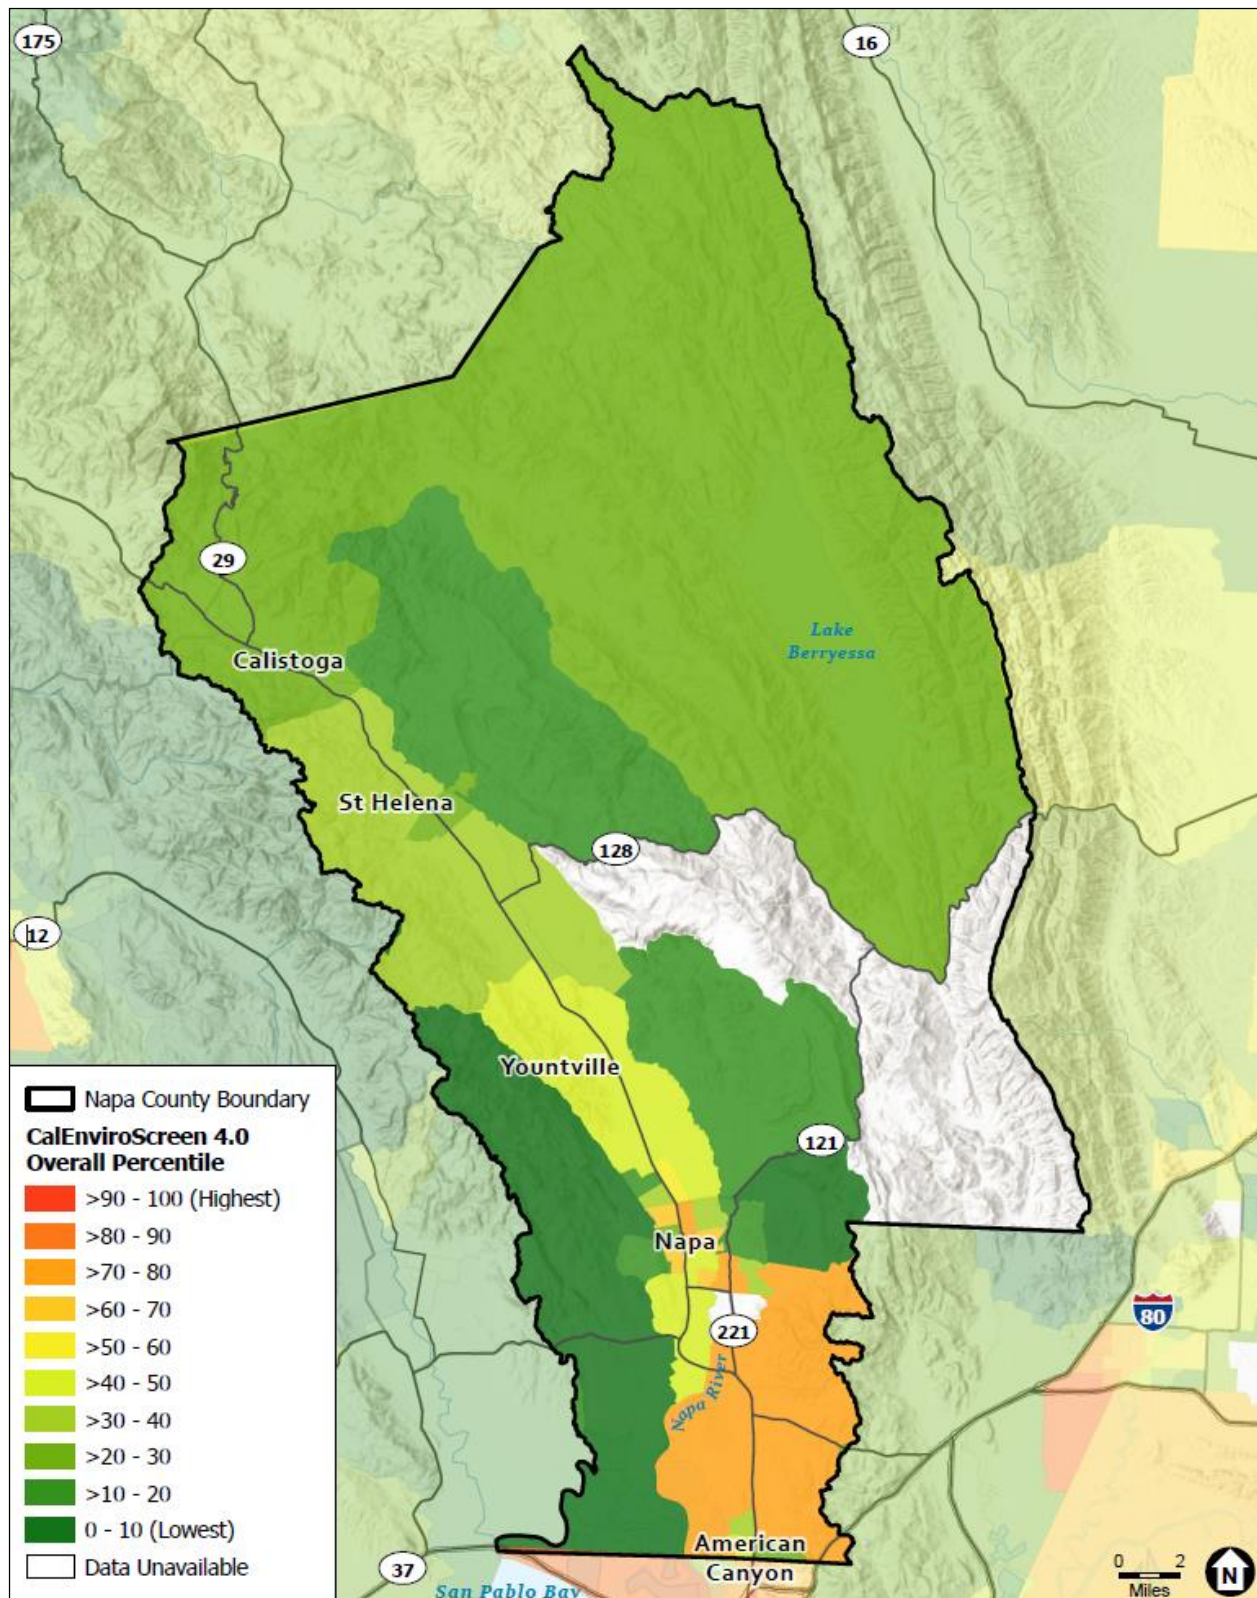 175
16
29
Calistoga
Lake
Berryessa
St Helena
128
12
Yountville
121
Napa
80
221
Napa River
American
Canyon
37
San Pablo Bay
Napa County Boundary
CalEnviroScreen 4.0
Overall Percentile
>90 - 100 (Highest)
>80 - 90
>70 - 80
>60 - 70
>50 - 60
>40 - 50
>30 - 40
>20 - 30
>10 - 20
0 - 10 (Lowest)
Data Unavailable
0 2
Miles
N